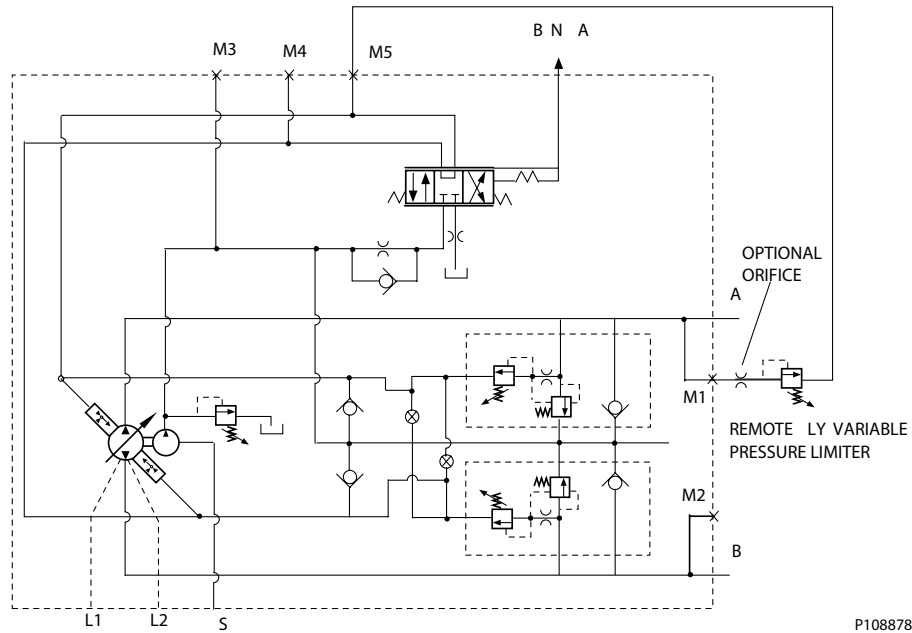 M3
M4
M5
B N A
OPTIONAL
ORIFICE
A
M1
REMOTE LY VARIABLE
PRESSURE LIMITER
M2
B
L1
L2
S
P108878